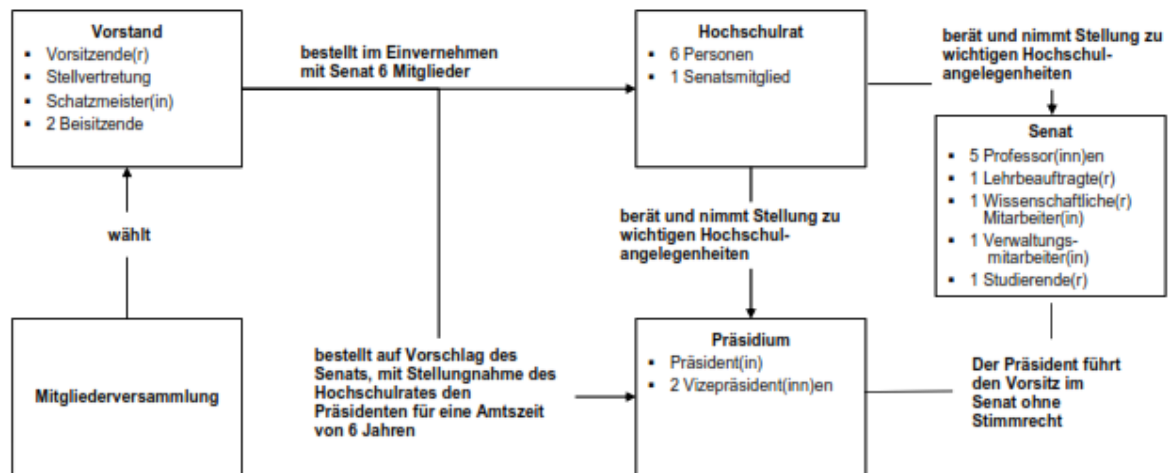 Vorstand
▪ Vorsitzende(r)
▪ Stellvertretung
▪ Schatzmeister(in)
▪ 2 Beisitzende
bestellt im Einvernehmen
mit Senat 6 Mitglieder
Hochschulrat
▪ 6 Personen
▪ 1 Senatsmitglied
berät und nimmt Stellung zu
wichtigen Hochschul-
angelegenheiten
Senat
▪ 5 Professor(inn)en
▪ 1 Lehrbeauftragte(r)
▪ 1 Wissenschaftliche(r)
Mitarbeiter(in)
▪ 1 Verwaltungs-
mitarbeiter(in)
▪ 1 Studierende(r)
wählt
berät und nimmt Stellung zu
wichtigen Hochschul-
angelegenheiten
Mitgliederversammlung
bestellt auf Vorschlag des
Senats, mit Stellungnahme des
Hochschulrates den
Präsidenten für eine Amtszeit
von 6 Jahren
Präsidium
▪ Präsident(in)
▪ 2 Vizepräsident(inn)en
Der Präsident führt
den Vorsitz im
Senat ohne
Stimmrecht